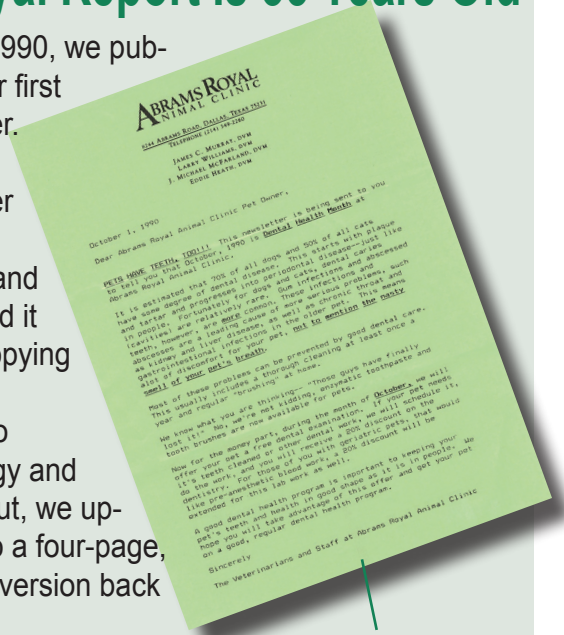 yal Report is 30 Years Old
1990, we pub-
r first
er.
er
and
d it
opying
o
gy and
ut, we up-
o a four-page,
version back
ABRAMS ROYAL
ANIMAL CLINIC
6244 ABRAMS ROAD, DALLAS, TEXAS 75231
TELEPHONE (214) 349-2280
JAMES C. MURRAY, DVM
LARRY WILLIAMS, DVM
J. MICHAEL MCFARLAND, DVM
EDDIE HEATH, DVM
October 1, 1990
Dear Abrams Royal Animal Clinic Pet Owner,
PETS HAVE TEETH, TOO!!! This newsletter is being sent to you
to tell you that October, 1990 is Dental Health Month at
Abrams Royal Animal Clinic.
It is estimated that 70% of all dogs and 50% of all cats
have some degree of dental disease. This starts with plaque
and tartar and progresses into periodontal disease--just like
in people. Fortunately for dogs and cats, dental caries
(cavities) are relatively rare. Gum infections and abscessed
teeth, however, are more common. These infections and
abscesses are a leading cause of more serious problems, such
as kidney and liver disease, as well as chronic throat and
gastrointestinal infections in the older pet. This means
alot of discomfort for your pet, not to mention the nasty
smell of your pet's breath.
Most of these problems can be prevented by good dental care.
This usually includes a thorough cleaning at least once a
year and regular "brushing" at home.
We know what you are thinking-- "Those guys have finally
lost it!" No, we're not kidding, enzymatic toothpaste and
tooth brushes are now available for pets.
Now for the money part, during the month of October, we will
offer your pet a free dental examination. If your pet needs
it's teeth cleaned or other dental work, we will schedule it,
do the work, and you will receive a 20% discount on the
dentistry. For those of you with geriatric pets, that would
like pre-anesthetic blood work, a 20% discount will be
extended for this lab work as well.
A good dental health program is important to keeping your
pet's teeth and health in good shape as it is in people. We
hope you will take advantage of this offer and get your pet
on a good, regular dental health program.
Sincerely
The Veterinarians and Staff at Abrams Royal Animal Clinic